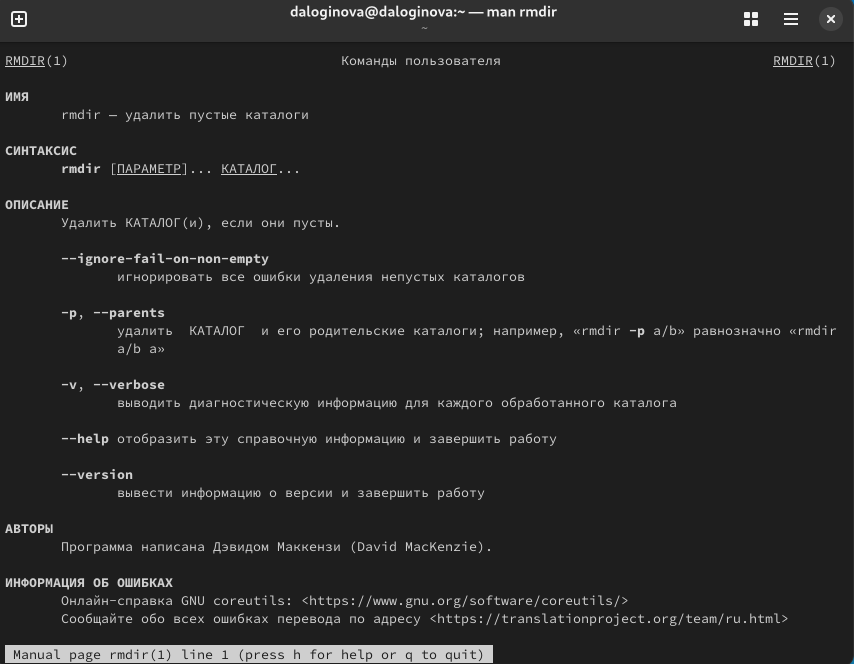 daloginova@daloginova:~ — man rmdir
~
RMDIR(1) Команды пользователя RMDIR(1)
ИМЯ
rmdir — удалить пустые каталоги
СИНТАКСИС
rmdir [ПАРАМЕТР]... КАТАЛОГ...
ОПИСАНИЕ
Удалить КАТАЛОГ(и), если они пусты.
--ignore-fail-on-non-empty
игнорировать все ошибки удаления непустых каталогов
-p, --parents
удалить КАТАЛОГ и его родительские каталоги; например, «rmdir -p a/b» равнозначно «rmdir
a/b a»
-v, --verbose
выводить диагностическую информацию для каждого обработанного каталога
--help отобразить эту справочную информацию и завершить работу
--version
вывести информацию о версии и завершить работу
АВТОРЫ
Программа написана Дэвидом Маккензи (David MacKenzie).
ИНФОРМАЦИЯ ОБ ОШИБКАХ
Онлайн-справка GNU coreutils: <https://www.gnu.org/software/coreutils/>
Сообщайте обо всех ошибках перевода по адресу <https://translationproject.org/team/ru.html>
Manual page rmdir(1) line 1 (press h for help or q to quit)